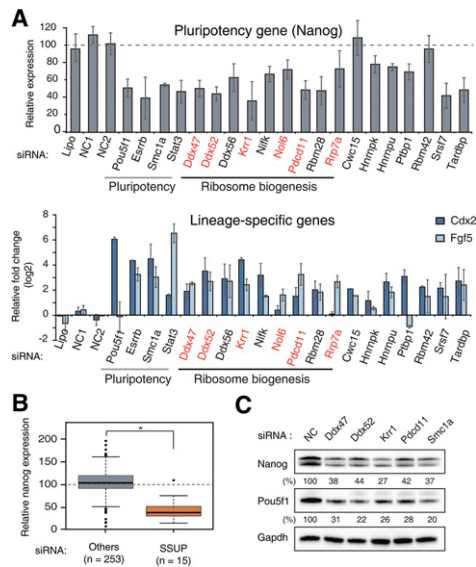 A
Pluripotency gene (Nanog)
Relative expression
120
100
80
60
40
20
0
siRNA:
Lipo
NC1
NC2
Pou5f1
Esrrb
Smc1a
Stat3
Ddx47
Ddx52
Ddx56
Krr1
Nifk
Nol6
Pdcd11
Rbm28
Rrp7a
Cwc15
Hnrnpk
Hnrnpu
Ptbp1
Rbm42
Srsf7
Tardbp
Pluripotency
Ribosome biogenesis
Lineage-specific genes
Cdx2
Fgf5
Relative fold change
(log2)
8
6
4
2
0
-2
siRNA:
Lipo
NC1
NC2
Pou5f1
Esrrb
Smc1a
Stat3
Ddx47
Ddx52
Ddx56
Krr1
Nifk
Nol6
Pdcd11
Rbm28
Rrp7a
Cwc15
Hnrnpk
Hnrnpu
Ptbp1
Rbm42
Srsf7
Tardbp
Pluripotency
Ribosome biogenesis
B
Relative nanog expression
200
150
100
50
0
*
siRNA:
Others
(n = 253)
SSUP
(n = 15)
C
siRNA :
NC
Ddx47
Ddx52
Krr1
Pdcd11
Smc1a
Nanog
(%) 100 38 44 27 42 37
Pou5f1
(%) 100 31 22 26 28 20
Gapdh